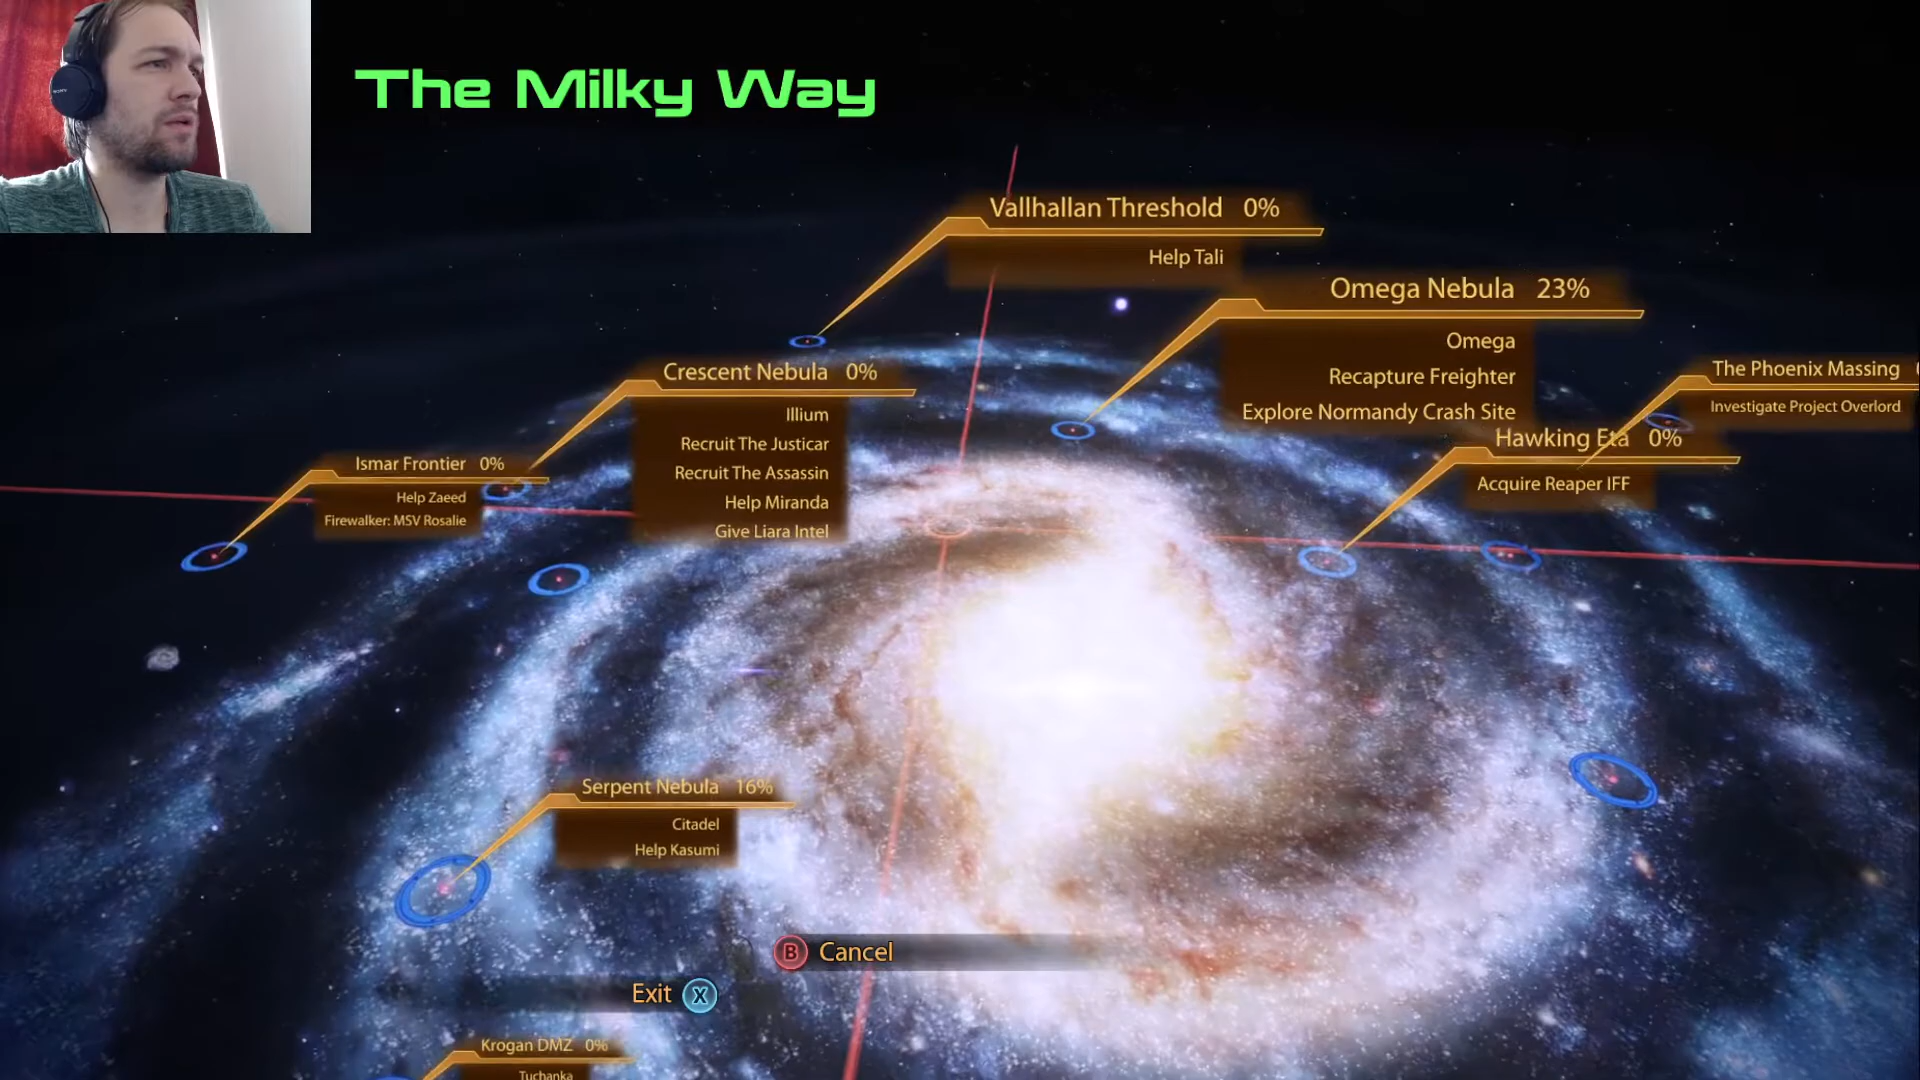 The Milky Way
Vallhallan Threshold 0%
Help Tali
Omega Nebula 23%
Omega
Recapture Freighter
Explore Normandy Crash Site
The Phoenix Massing
Investigate Project Overlord
Hawking Eta 0%
Acquire Reaper IFF
Crescent Nebula 0%
Illium
Recruit The Justicar
Recruit The Assassin
Help Miranda
Give Liara Intel
Ismar Frontier 0%
Help Zaeed
Firewalker: MSV Rosalie
Serpent Nebula 16%
Citadel
Help Kasumi
B Cancel
Exit X
Krogan DMZ 0%
Tuchanka